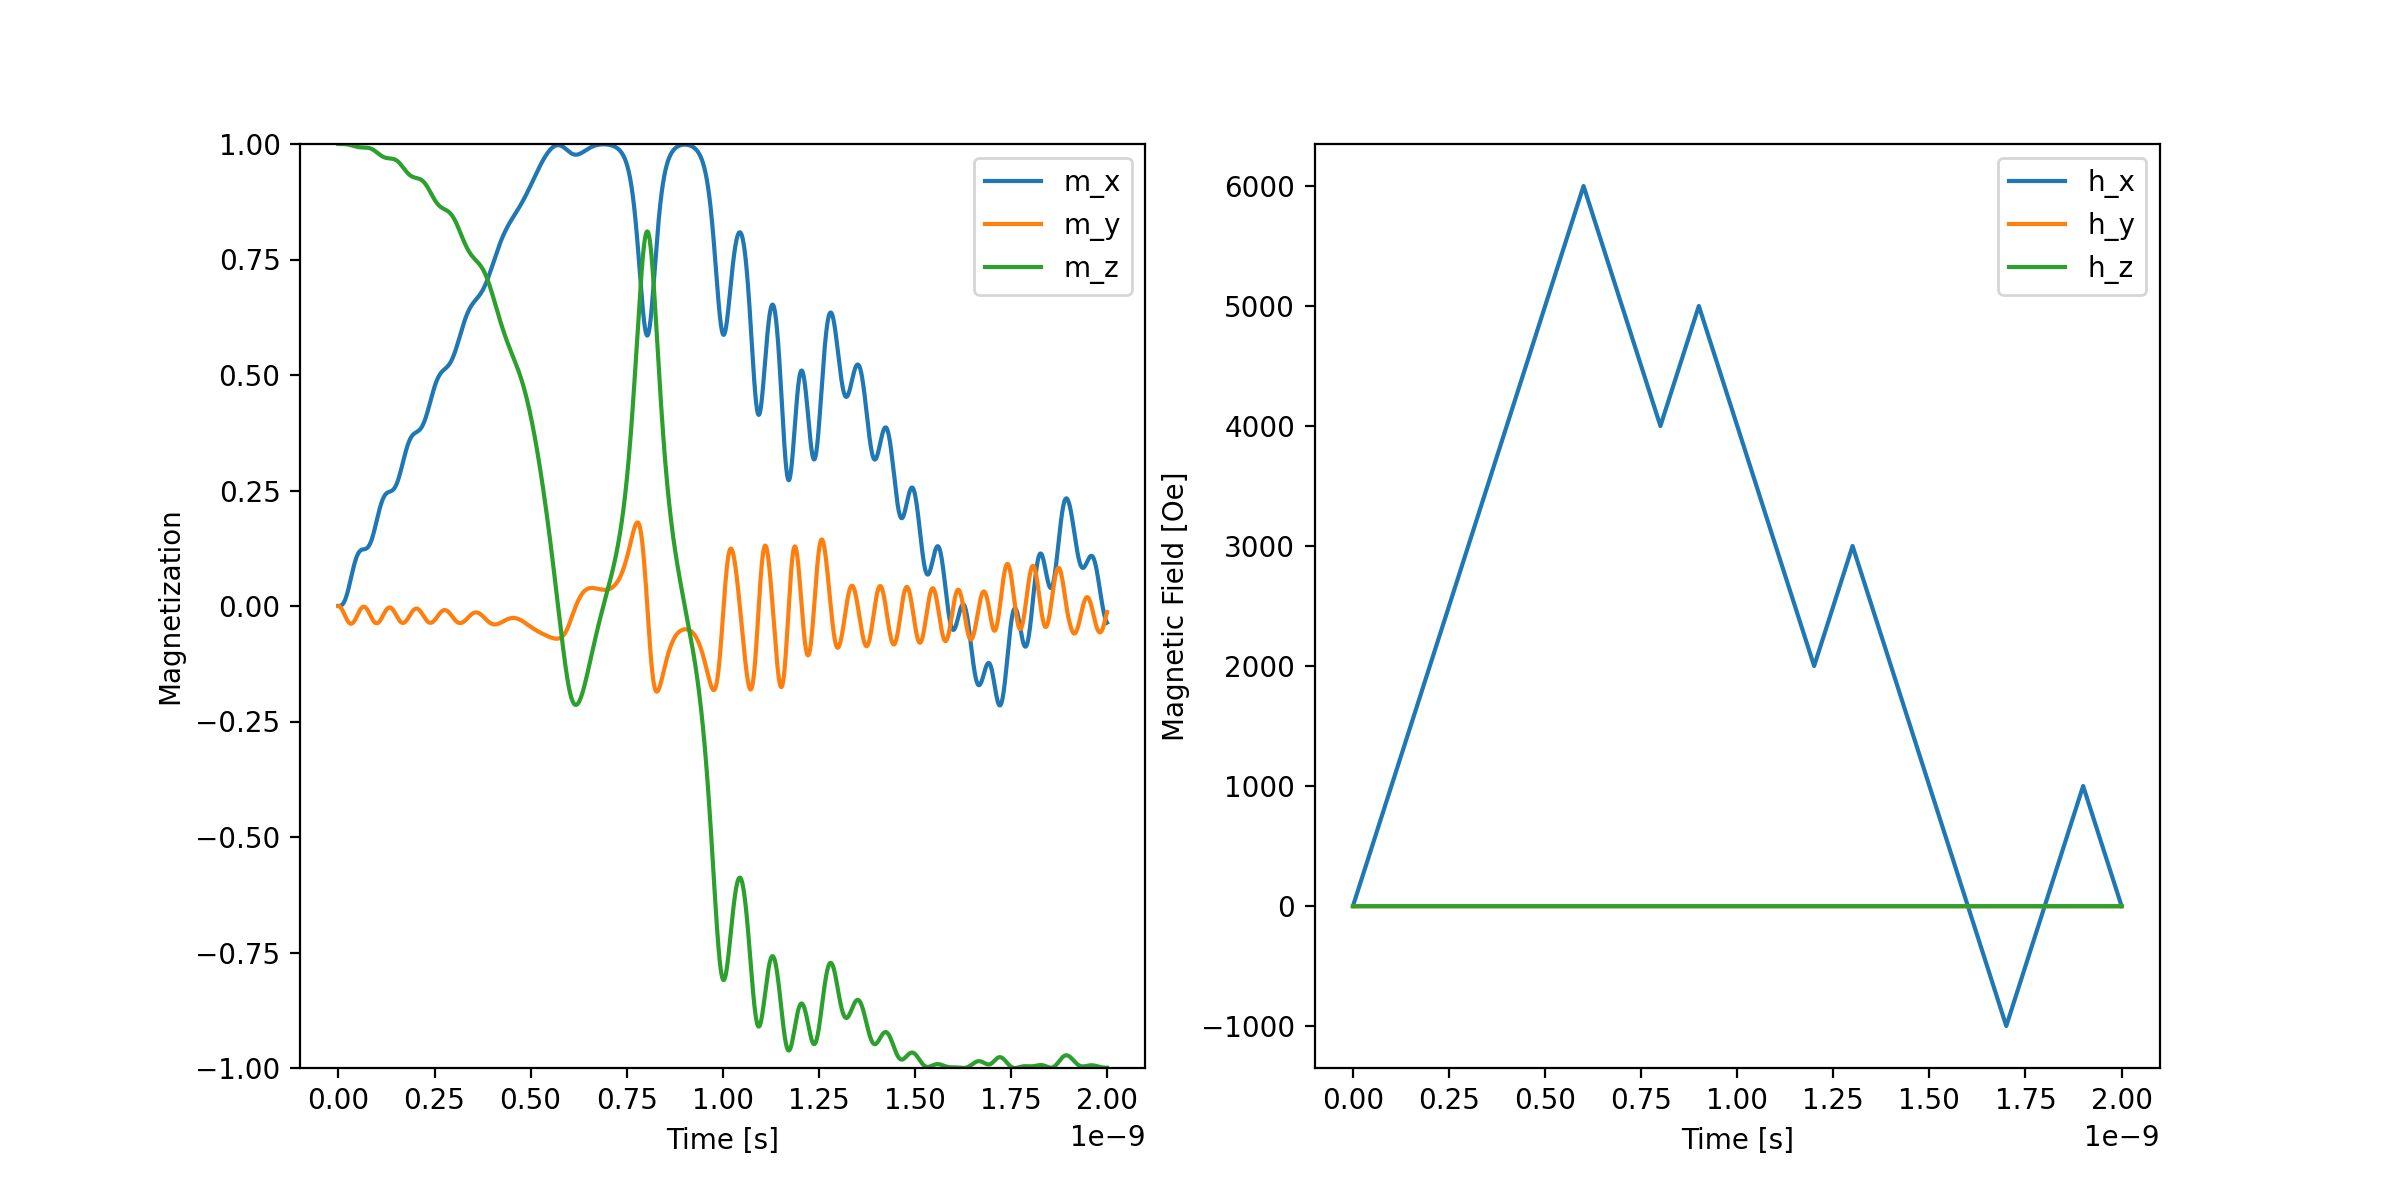 1.00
0.75
0.50
0.25
0.00
−0.25
−0.50
−0.75
−1.00
Magnetization
m_x
m_y
m_z
0.00 0.25 0.50 0.75 1.00 1.25 1.50 1.75 2.00
Time [s]
1e−9
6000
5000
4000
3000
2000
1000
0
−1000
Magnetic Field [Oe]
h_x
h_y
h_z
0.00 0.25 0.50 0.75 1.00 1.25 1.50 1.75 2.00
Time [s]
1e−9